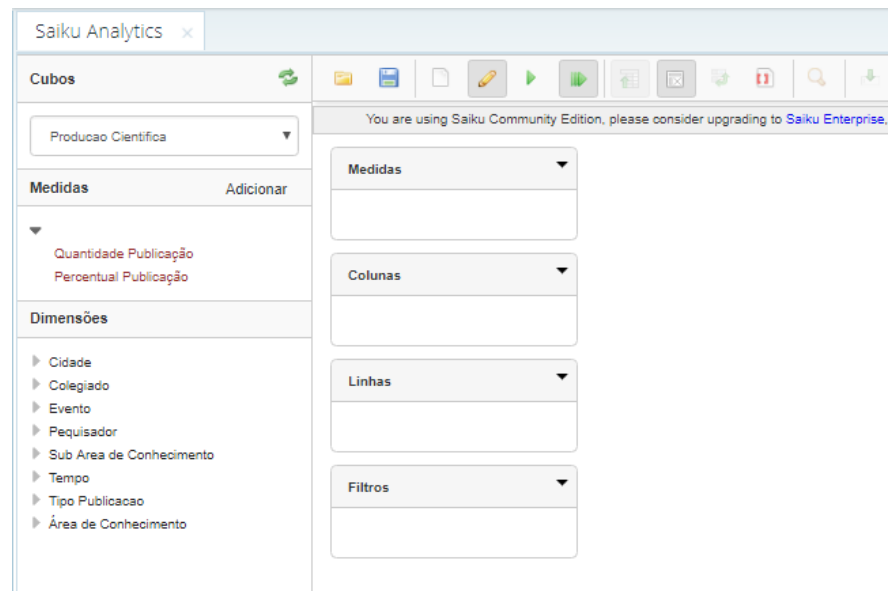 Saiku Analytics ×
Cubos
You are using Saiku Community Edition, please consider upgrading to Saiku Enterprise,
Producao Cientifica
Medidas Adicionar
Quantidade Publicação
Percentual Publicação
Dimensões
Cidade
Colegiado
Evento
Pequisador
Sub Area de Conhecimento
Tempo
Tipo Publicacao
Área de Conhecimento
Medidas
Colunas
Linhas
Filtros